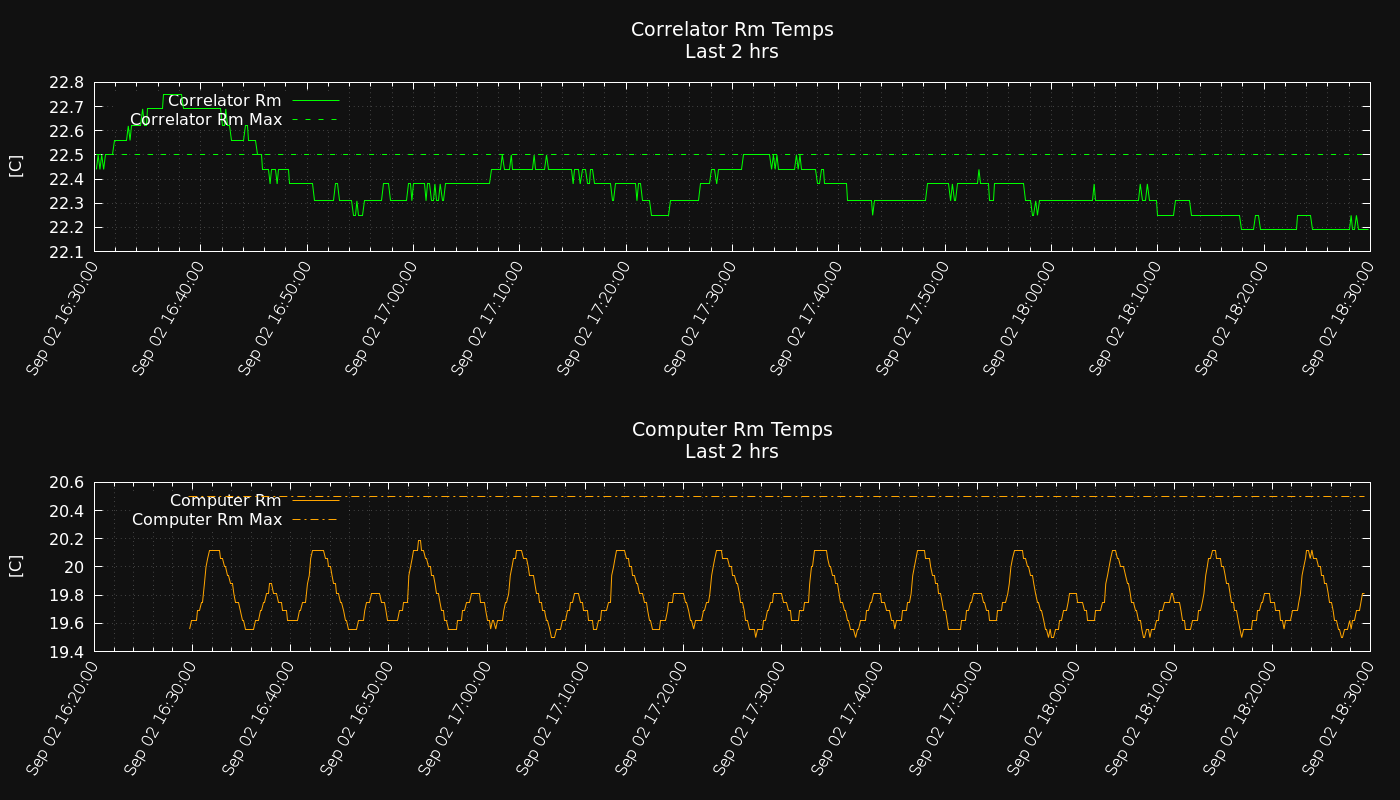 Correlator Rm Temps
Last 2 hrs
22.8
22.7
22.6
22.5
22.4
22.3
22.2
22.1
[C]
Correlator Rm
Correlator Rm Max
Sep 02 16:30:00
Sep 02 16:40:00
Sep 02 16:50:00
Sep 02 17:00:00
Sep 02 17:10:00
Sep 02 17:20:00
Sep 02 17:30:00
Sep 02 17:40:00
Sep 02 17:50:00
Sep 02 18:00:00
Sep 02 18:10:00
Sep 02 18:20:00
Sep 02 18:30:00
Computer Rm Temps
Last 2 hrs
20.6
20.4
20.2
20
19.8
19.6
19.4
[C]
Computer Rm
Computer Rm Max
Sep 02 16:20:00
Sep 02 16:30:00
Sep 02 16:40:00
Sep 02 16:50:00
Sep 02 17:00:00
Sep 02 17:10:00
Sep 02 17:20:00
Sep 02 17:30:00
Sep 02 17:40:00
Sep 02 17:50:00
Sep 02 18:00:00
Sep 02 18:10:00
Sep 02 18:20:00
Sep 02 18:30:00